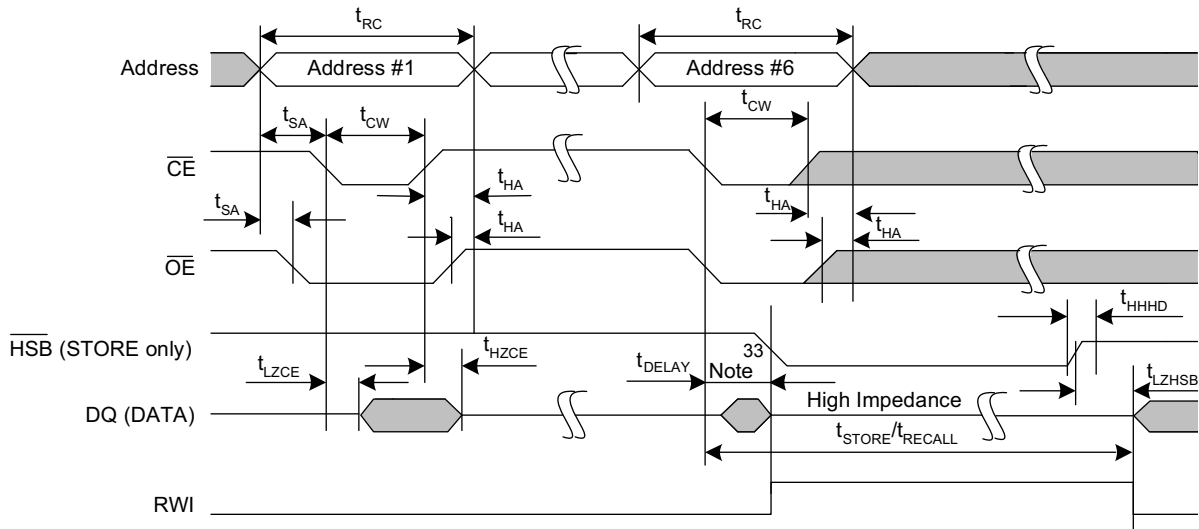 tRC tRC
Address Address #1 Address #6
tCW
tSA tCW
CE
tHA tHA
tSA
tHA tHA
OE
tHHHD
HSB (STORE only)
33
tHZCE
tLZCE tDELAY Note tLZHSB
DQ (DATA) High Impedance
tSTORE/tRECALL
RWI